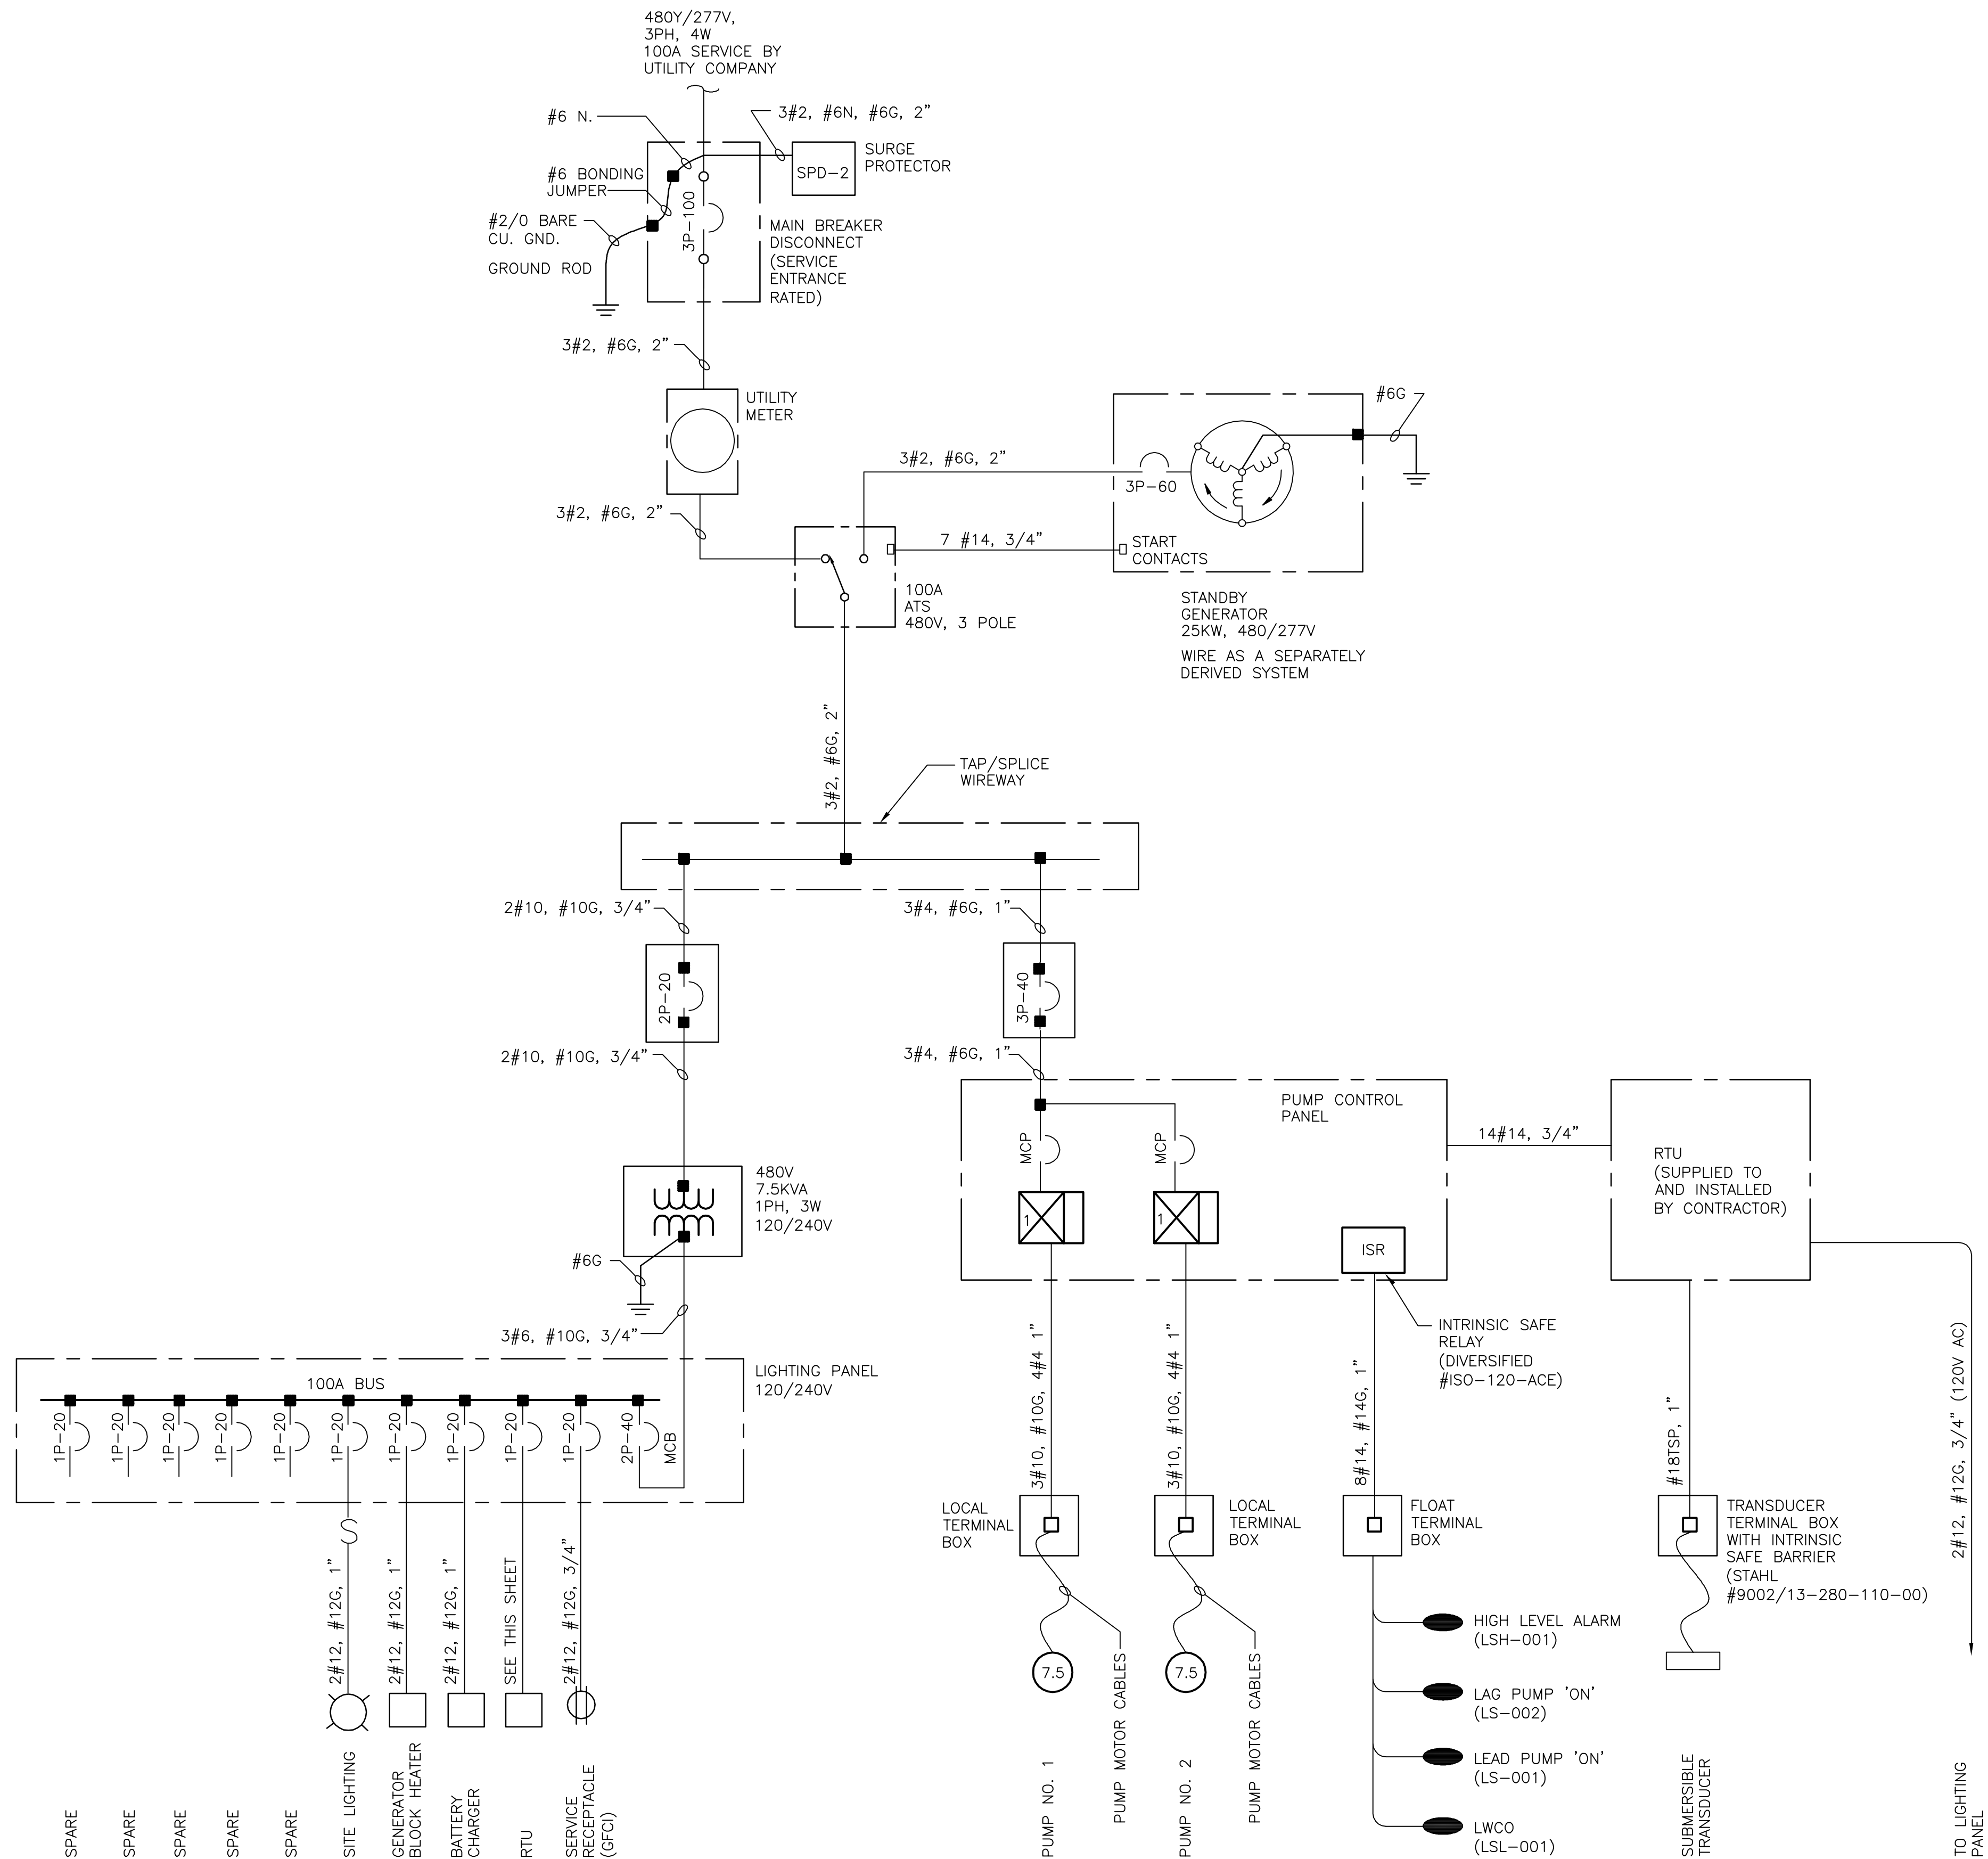 480Y/277V,
3PH, 4W
100A SERVICE BY
UTILITY COMPANY
#6 N.
3#2, #6N, #6G, 2"
SPD-2
SURGE
PROTECTOR
#6 BONDING
JUMPER
#2/0 BARE
CU. GND.
GROUND ROD
3P-100
MAIN BREAKER
DISCONNECT
(SERVICE
ENTRANCE
RATED)
3#2, #6G, 2"
UTILITY
METER
3#2, #6G, 2"
3#2, #6G, 2"
3P-60
#6G
7 #14, 3/4"
START
CONTACTS
100A
ATS
480V, 3 POLE
STANDBY
GENERATOR
25KW, 480/277V
WIRE AS A SEPARATELY
DERIVED SYSTEM
3#2, #6G, 2"
TAP/SPLICE
WIREWAY
2#10, #10G, 3/4"
3#4, #6G, 1"
2P-20
3P-40
2#10, #10G, 3/4"
3#4, #6G, 1"
480V
7.5KVA
1PH, 3W
120/240V
#6G
3#6, #10G, 3/4"
PUMP CONTROL
PANEL
MCP
MCP
1
1
ISR
14#14, 3/4"
RTU
(SUPPLIED TO
AND INSTALLED
BY CONTRACTOR)
INTRINSIC SAFE
RELAY
(DIVERSIFIED
#ISO-120-ACE)
LIGHTING PANEL
120/240V
100A BUS
1P-20
1P-20
1P-20
1P-20
1P-20
1P-20
1P-20
1P-20
1P-20
1P-20
2P-40
MCB
2#12, #12G, 1"
2#12, #12G, 1"
2#12, #12G, 1"
SEE THIS SHEET
2#12, #12G, 3/4"
SPARE
SPARE
SPARE
SPARE
SPARE
SITE LIGHTING
GENERATOR
BLOCK HEATER
BATTERY
CHARGER
RTU
SERVICE
RECEPTACLE
(GFCI)
3#10, #10G, 4#4 1"
3#10, #10G, 4#4 1"
8#14, #14G, 1"
#18TSP, 1"
2#12, #12G, 3/4" (120V AC)
LOCAL
TERMINAL
BOX
LOCAL
TERMINAL
BOX
FLOAT
TERMINAL
BOX
TRANSDUCER
TERMINAL BOX
WITH INTRINSIC
SAFE BARRIER
(STAHL
#9002/13-280-110-00)
7.5
7.5
PUMP NO. 1
PUMP MOTOR CABLES
PUMP NO. 2
PUMP MOTOR CABLES
HIGH LEVEL ALARM
(LSH-001)
LAG PUMP 'ON'
(LS-002)
LEAD PUMP 'ON'
(LS-001)
LWCO
(LSL-001)
SUBMERSIBLE
TRANSDUCER
TO LIGHTING
PANEL